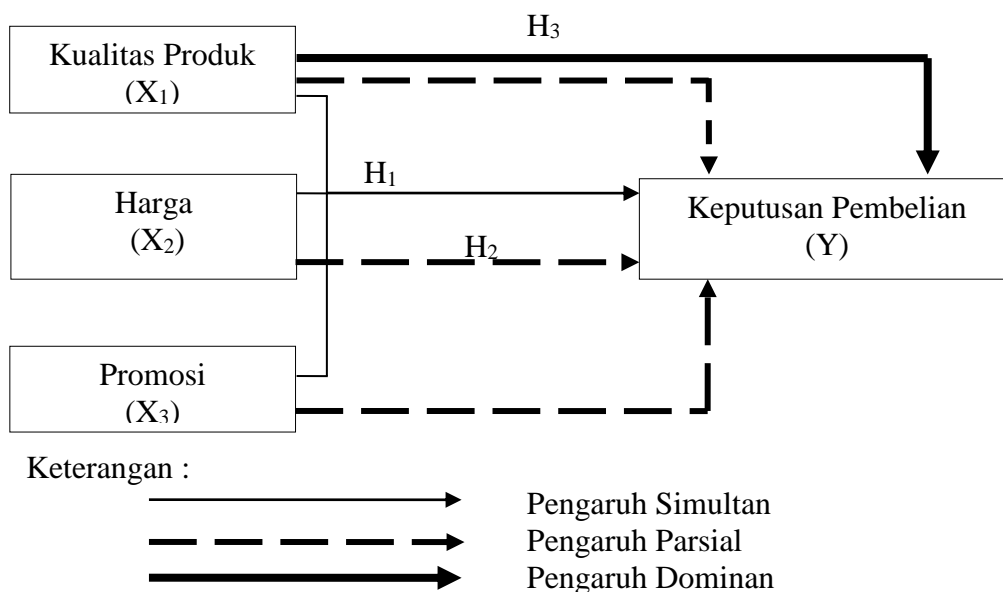 H₃
Kualitas Produk
(X₁)
H₁
Harga
(X₂)
Keputusan Pembelian
(Y)
H₂
Promosi
(X₃)
Keterangan :
Pengaruh Simultan
Pengaruh Parsial
Pengaruh Dominan